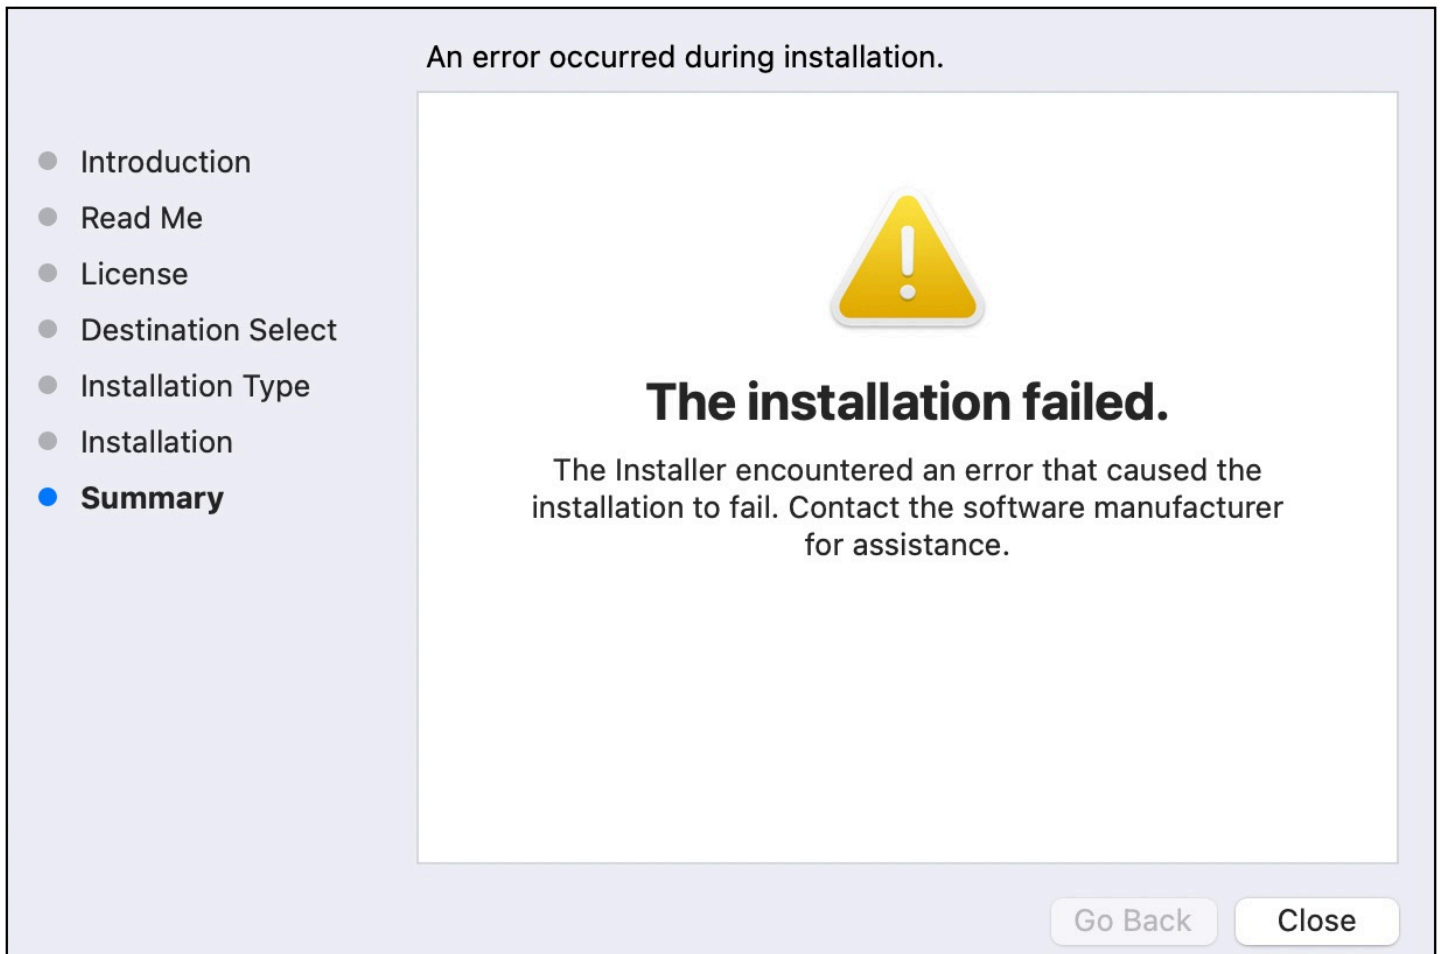 An error occurred during installation.
Introduction
Read Me
License
Destination Select
Installation Type
Installation
Summary
The installation failed.
The Installer encountered an error that caused the
installation to fail. Contact the software manufacturer
for assistance.
Go Back
Close